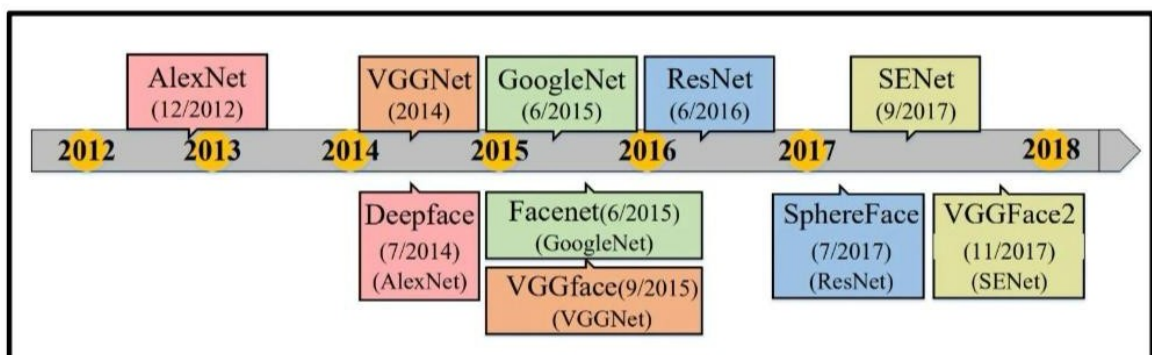 AlexNet
(12/2012)
VGGNet
(2014)
GoogleNet
(6/2015)
ResNet
(6/2016)
SENet
(9/2017)
2012 2013 2014 2015 2016 2017 2018
Deepface
(7/2014)
(AlexNet)
Facenet(6/2015)
(GoogleNet)
VGGface(9/2015)
(VGGNet)
SphereFace
(7/2017)
(ResNet)
VGGFace2
(11/2017)
(SENet)